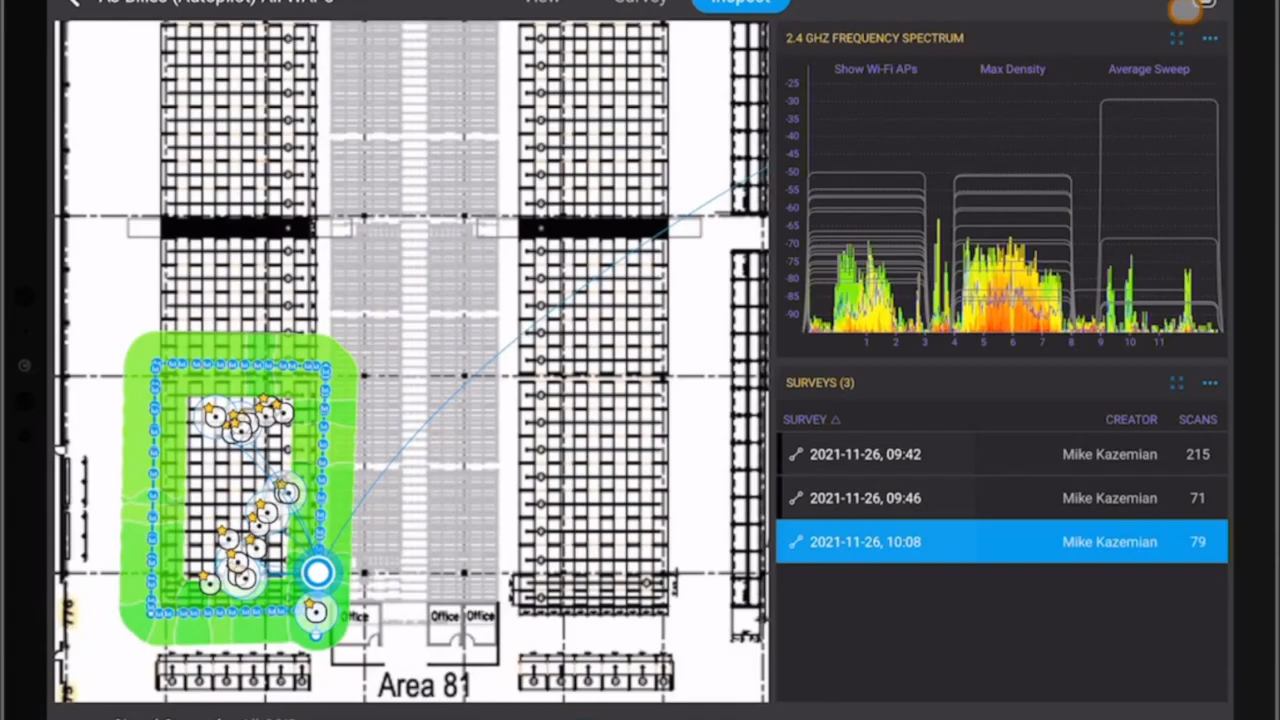 View
Survey
Inspect
2.4 GHZ FREQUENCY SPECTRUM
Show Wi-Fi APs
Max Density
Average Sweep
-25
-30
-35
-40
-45
-50
-55
-60
-65
-70
-75
-80
-85
-90
1 2 3 4 5 6 7 8 9 10 11
SURVEYS (3)
SURVEY CREATOR SCANS
2021-11-26, 09:42 Mike Kazemian 215
2021-11-26, 09:46 Mike Kazemian 71
2021-11-26, 10:08 Mike Kazemian 79
Office
Office
Office
Area 81